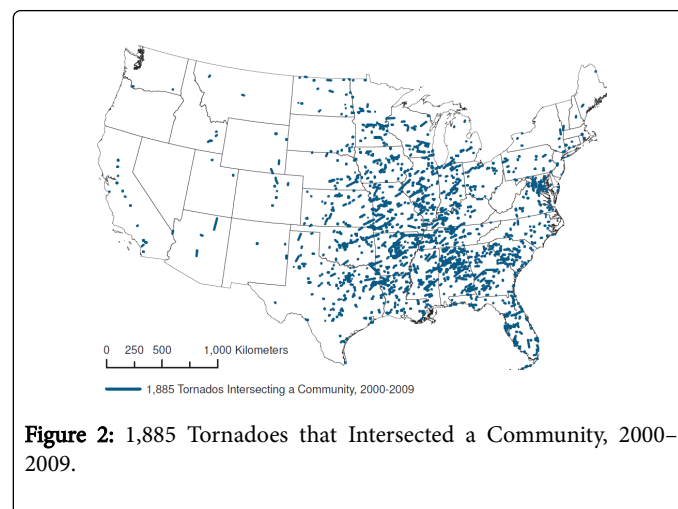 0 250 500 1,000 Kilometers
1,885 Tornados Intersecting a Community, 2000-2009
Figure 2: 1,885 Tornadoes that Intersected a Community, 2000–
2009.